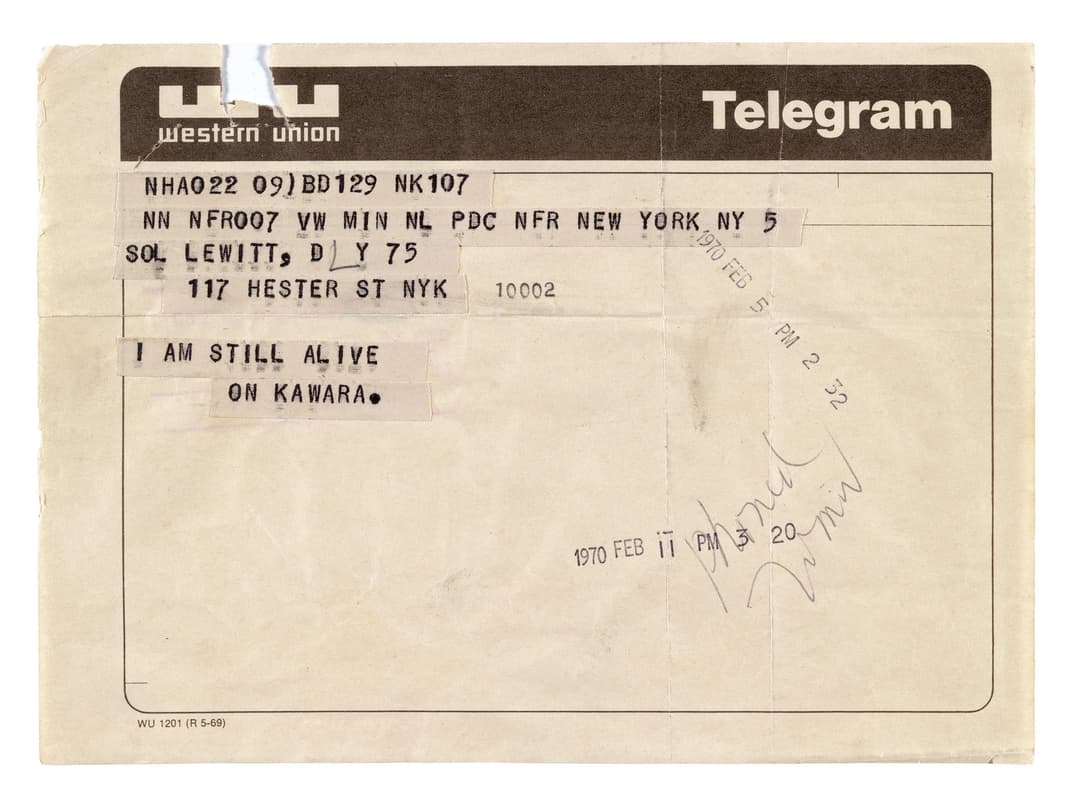 western union
Telegram
NHA022 09)BD129 NK107
NN NFR007 VW MIN NL PDC NFR NEW YORK NY 5
SOL LEWITT, D L Y 75
117 HESTER ST NYK 10002
1970 FEB 5 PM 2 32
I AM STILL ALIVE
ON KAWARA.
phoned
1970 FEB 11 PM 3 20
WU 1201 (R 5-69)